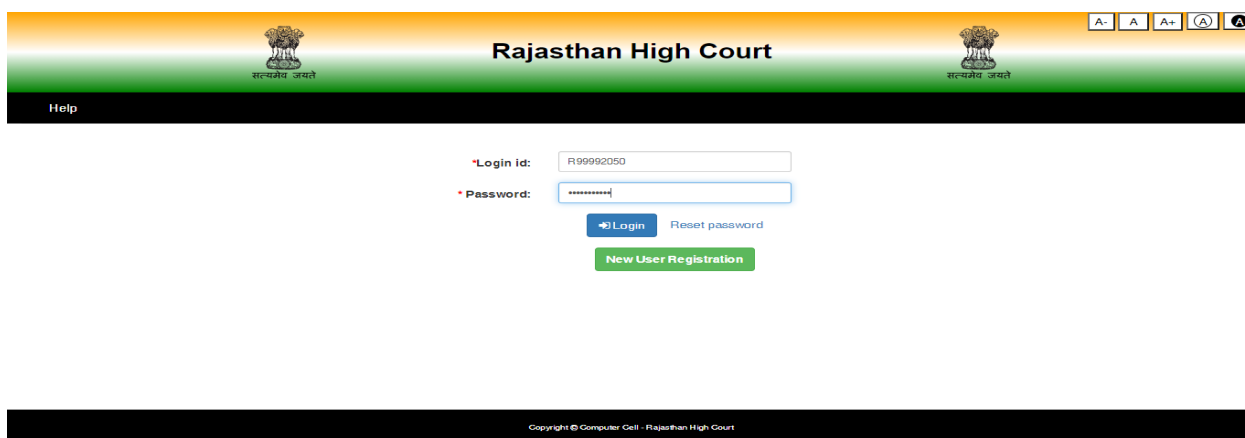 A- A A+ A A
Rajasthan High Court
सत्यमेव जयते सत्यमेव जयते
Help
*Login id: R99992050
* Password: •••••••••••
Login Reset password
New User Registration
Copyright © Computer Cell - Rajasthan High Court